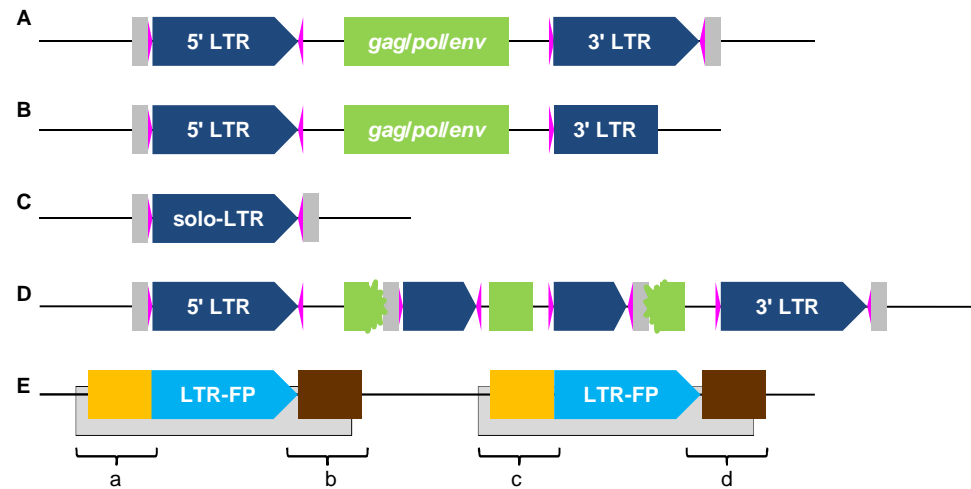 A
5' LTR gag/pol/env 3' LTR
B
5' LTR gag/pol/env 3' LTR
C
solo-LTR
D
5' LTR 3' LTR
E
LTR-FP LTR-FP
a b c d